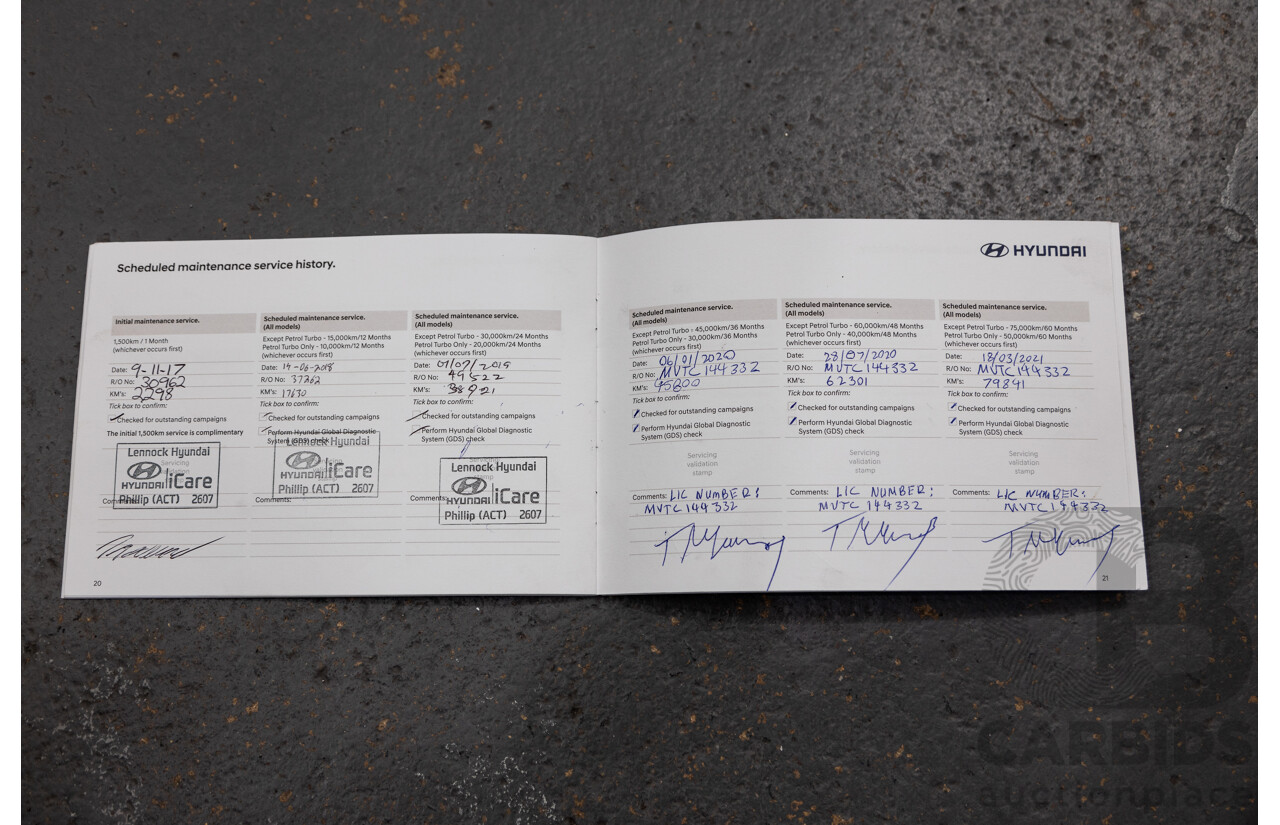 Scheduled maintenance service history.
Initial maintenance service.
1,500km / 1 Month
(whichever occurs first)
Date: 9-11-17
R/O No: 30962
KM's: 2298
Tick box to confirm:
Checked for outstanding campaigns
The initial 1,500km service is complimentary
Lennock Hyundai
Servicing
HYUNDAI iCare
Phillip (ACT) 2607
20
Scheduled maintenance service.
(All models)
Except Petrol Turbo - 15,000km/12 Months
Petrol Turbo Only - 10,000km/12 Months
(whichever occurs first)
Date: 14-06-2018
R/O No: 37262
KM's: 17630
Tick box to confirm:
Checked for outstanding campaigns
Perform Hyundai Global Diagnostic
System (GDS) check
Lennock Hyundai
HYUNDAI iCare
Phillip (ACT) 2607
Comments:
Scheduled maintenance service.
(All models)
Except Petrol Turbo - 30,000km/24 Months
Petrol Turbo Only - 20,000km/24 Months
(whichever occurs first)
Date: 01/07/2019
R/O No: 49522
KM's:
Tick box to confirm:
Checked for outstanding campaigns
Perform Hyundai Global Diagnostic
System (GDS) check
Lennock Hyundai
HYUNDAI iCare
Phillip (ACT) 2607
Comments:
HYUNDAI
Scheduled maintenance service.
(All models)
Except Petrol Turbo - 45,000km/36 Months
Petrol Turbo Only - 30,000km/36 Months
(whichever occurs first)
Date: 06/01/2020
R/O No: MVTC 144332
KM's: 45800
Tick box to confirm:
Checked for outstanding campaigns
Perform Hyundai Global Diagnostic
System (GDS) check
Servicing
validation
stamp
Comments: LIC NUMBER:
MVTC 144332
Scheduled maintenance service.
(All models)
Except Petrol Turbo - 60,000km/48 Months
Petrol Turbo Only - 40,000km/48 Months
(whichever occurs first)
Date: 28/07/2020
R/O No: MVTC 144332
KM's: 62301
Tick box to confirm:
Checked for outstanding campaigns
Perform Hyundai Global Diagnostic
System (GDS) check
Servicing
validation
stamp
Comments: LIC NUMBER:
MVTC 144332
Scheduled maintenance service.
(All models)
Except Petrol Turbo - 75,000km/60 Months
Petrol Turbo Only - 50,000km/60 Months
(whichever occurs first)
Date: 18/03/2021
R/O No: MVTC 144332
KM's: 79841
Tick box to confirm:
Checked for outstanding campaigns
Perform Hyundai Global Diagnostic
System (GDS) check
Servicing
validation
stamp
Comments: LIC NUMBER:
MVTC 144332
21
CARBIDS
auctionplace